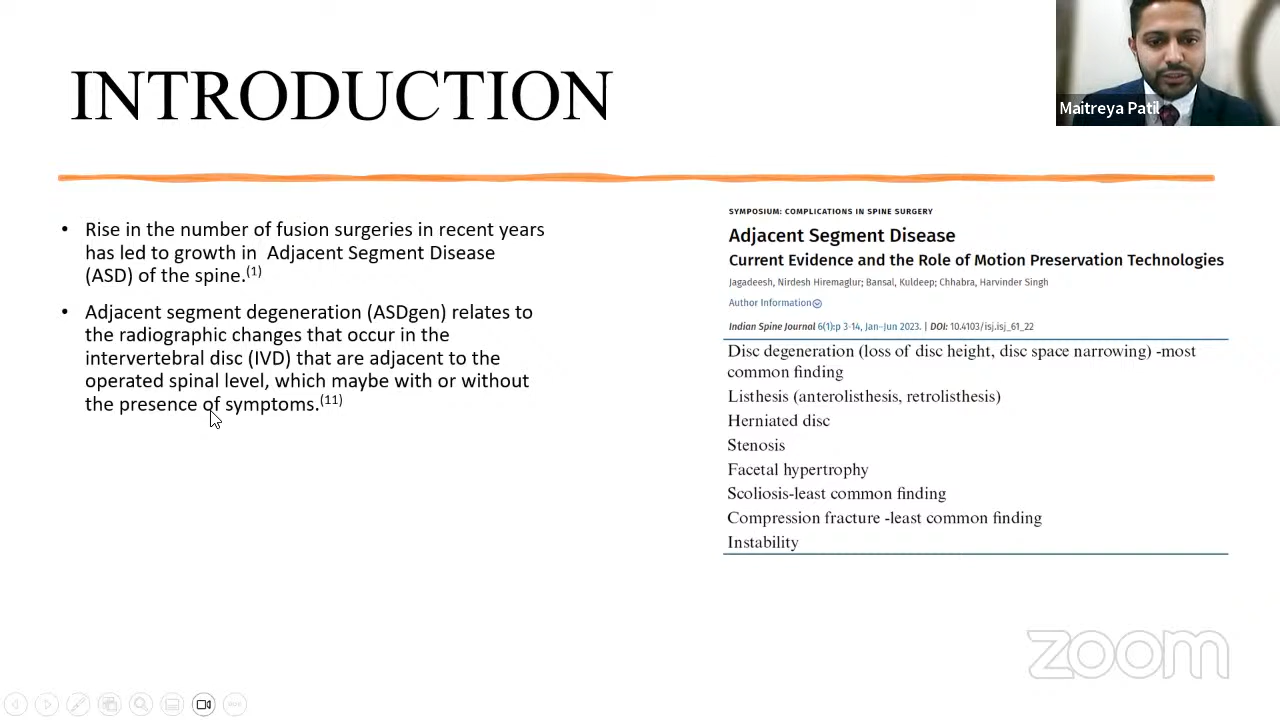 INTRODUCTION
Maitreya Patil
• Rise in the number of fusion surgeries in recent years
has led to growth in Adjacent Segment Disease
(ASD) of the spine.(1)
• Adjacent segment degeneration (ASDgen) relates to
the radiographic changes that occur in the
intervertebral disc (IVD) that are adjacent to the
operated spinal level, which maybe with or without
the presence of symptoms.(11)
SYMPOSIUM: COMPLICATIONS IN SPINE SURGERY
Adjacent Segment Disease
Current Evidence and the Role of Motion Preservation Technologies
Jagadeesh, Nirdesh Hiremaglur; Bansal, Kuldeep; Chhabra, Harvinder Singh
Author Information
Indian Spine Journal 6(1):p 3-14, Jan–Jun 2023. | DOI: 10.4103/isj.isj_61_22
Disc degeneration (loss of disc height, disc space narrowing) -most
common finding
Listhesis (anterolisthesis, retrolisthesis)
Herniated disc
Stenosis
Facetal hypertrophy
Scoliosis-least common finding
Compression fracture -least common finding
Instability
zoom